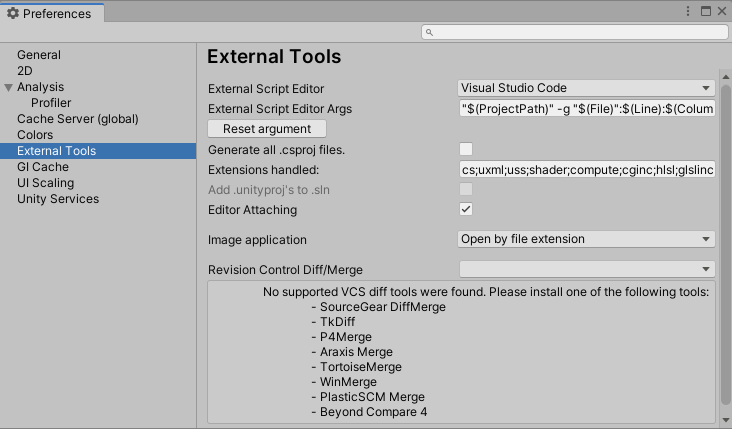 Preferences
General
2D
Analysis
Profiler
Cache Server (global)
Colors
External Tools
GI Cache
UI Scaling
Unity Services
External Tools
External Script Editor Visual Studio Code
External Script Editor Args "$(ProjectPath)" -g "$(File)":$(Line):$(Colum
Reset argument
Generate all .csproj files.
Extensions handled: cs;uxml;uss;shader;compute;cginc;hlsl;glslinc
Add .unityproj's to .sln
Editor Attaching
Image application Open by file extension
Revision Control Diff/Merge
No supported VCS diff tools were found. Please install one of the following tools:
- SourceGear DiffMerge
- TkDiff
- P4Merge
- Araxis Merge
- TortoiseMerge
- WinMerge
- PlasticSCM Merge
- Beyond Compare 4